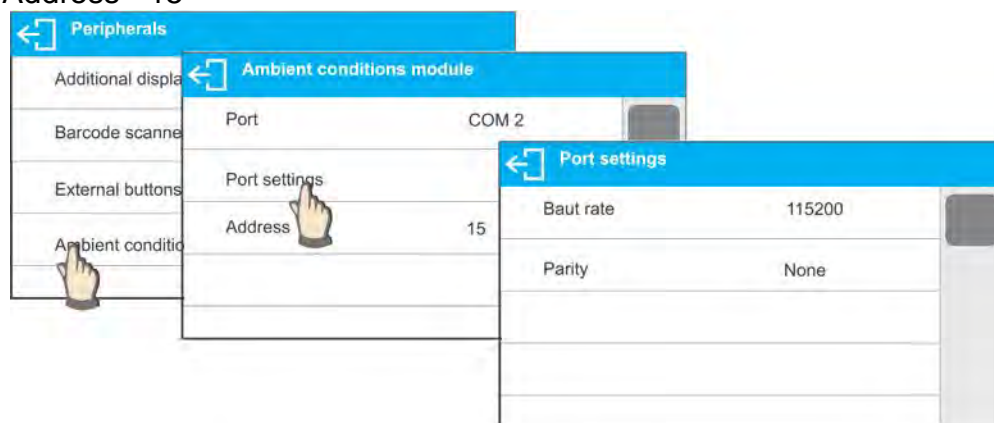 Peripherals
Additional displa
Barcode scanne
External buttons
Ambient conditio
Ambient conditions module
Port COM 2
Port settings
Address 15
Port settings
Baut rate 115200
Parity None